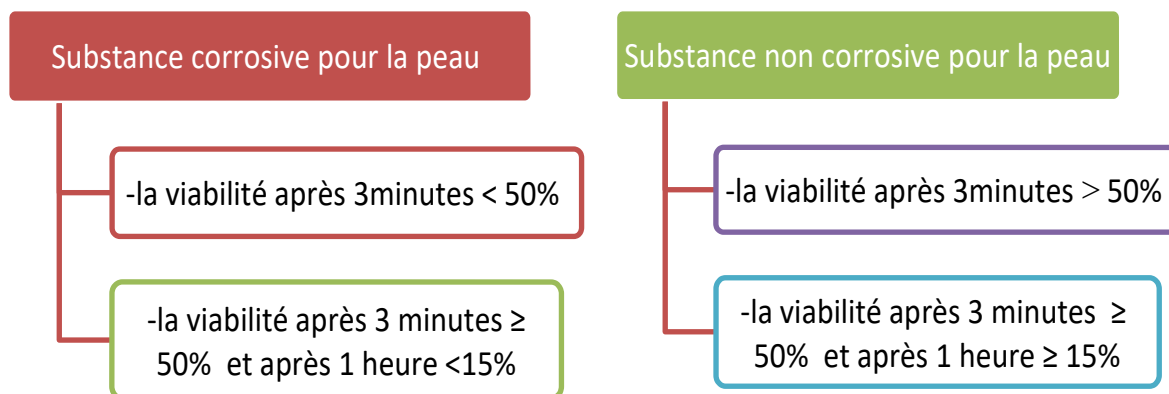 Substance corrosive pour la peau
-la viabilité après 3minutes < 50%
-la viabilité après 3 minutes ≥
50% et après 1 heure <15%
Substance non corrosive pour la peau
-la viabilité après 3minutes > 50%
-la viabilité après 3 minutes ≥
50% et après 1 heure ≥ 15%